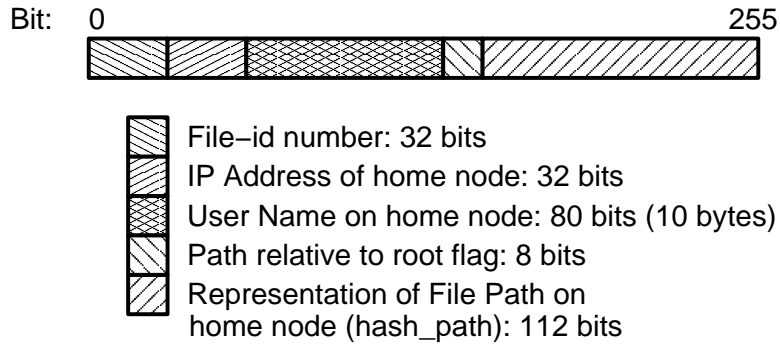 Bit: 0 255
File−id number: 32 bits
IP Address of home node: 32 bits
User Name on home node: 80 bits (10 bytes)
Path relative to root flag: 8 bits
Representation of File Path on
home node (hash_path): 112 bits